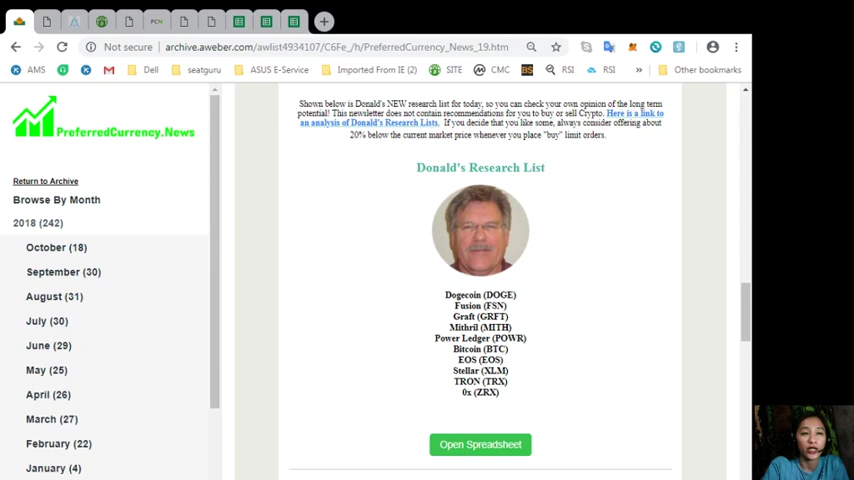 PCN
Not secure | archive.aweber.com/awlist4934107/C6Fe_/h/PreferredCurrency_News_19.htm
AMS
Dell
seatguru
ASUS E-Service
Imported From IE (2)
SITE
CMC
RSI
RSI
»
Other bookmarks
PreferredCurrency.News
Return to Archive
Browse By Month
2018 (242)
October (18)
September (30)
August (31)
July (30)
June (29)
May (25)
April (26)
March (27)
February (22)
January (4)
Shown below is Donald's NEW research list for today, so you can check your own opinion of the long term
potential! This newsletter does not contain recommendations for you to buy or sell Crypto. Here is a link to
an analysis of Donald's Research Lists. If you decide that you like some, always consider offering about
20% below the current market price whenever you place "buy" limit orders.
Donald's Research List
Dogecoin (DOGE)
Fusion (FSN)
Graft (GRFT)
Mithril (MITH)
Power Ledger (POWR)
Bitcoin (BTC)
EOS (EOS)
Stellar (XLM)
TRON (TRX)
0x (ZRX)
Open Spreadsheet